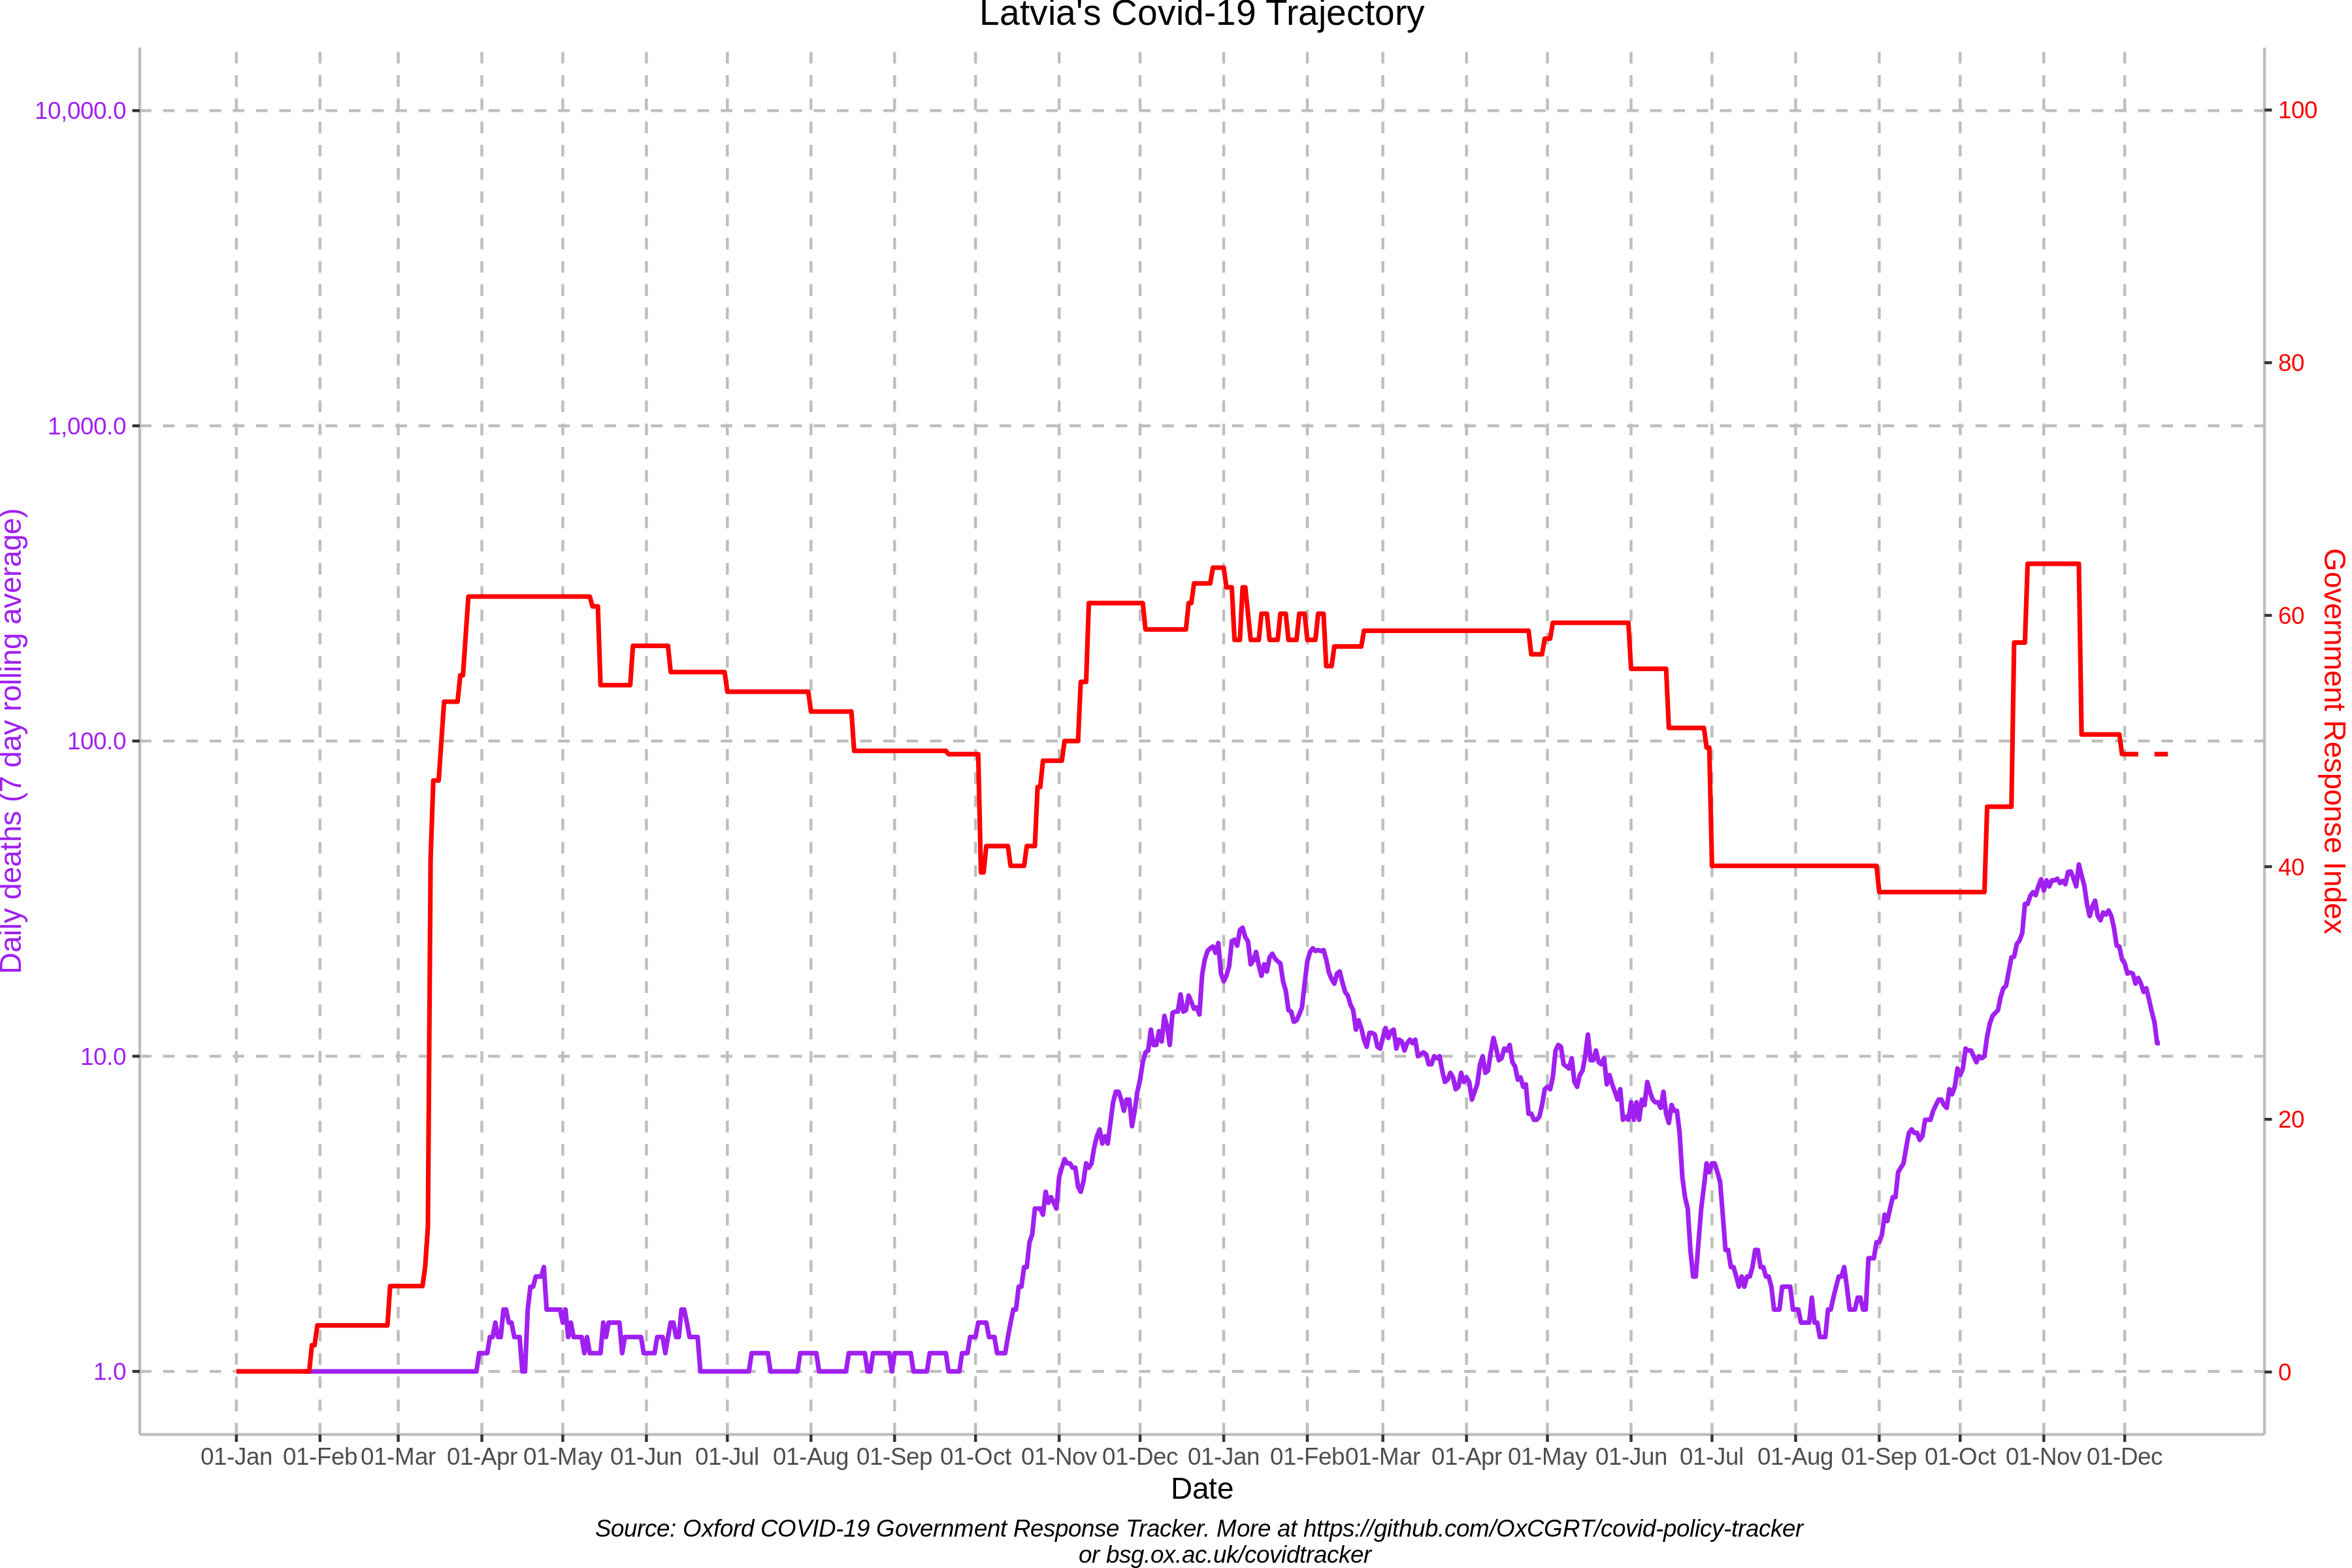 Latvia's Covid-19 Trajectory
10,000.0
1,000.0
100.0
10.0
1.0
Daily deaths (7 day rolling average)
100
80
60
40
20
0
Government Response Index
01-Jan 01-Feb 01-Mar 01-Apr 01-May 01-Jun 01-Jul 01-Aug 01-Sep 01-Oct 01-Nov 01-Dec 01-Jan 01-Feb 01-Mar 01-Apr 01-May 01-Jun 01-Jul 01-Aug 01-Sep 01-Oct 01-Nov 01-Dec
Date
Source: Oxford COVID-19 Government Response Tracker. More at https://github.com/OxCGRT/covid-policy-tracker
or bsg.ox.ac.uk/covidtracker